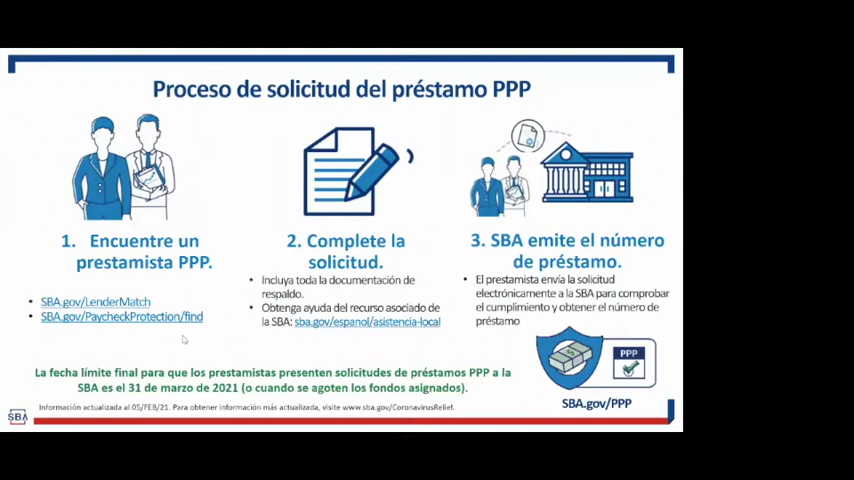 Proceso de solicitud del préstamo PPP
1. Encuentre un
prestamista PPP.
• SBA.gov/LenderMatch
• SBA.gov/PaycheckProtection/find
2. Complete la
solicitud.
• Incluya toda la documentación de
respaldo.
• Obtenga ayuda del recurso asociado de
la SBA: sba.gov/espanol/asistencia-local
3. SBA emite el número
de préstamo.
• El prestamista envía la solicitud
electrónicamente a la SBA para comprobar
el cumplimiento y obtener el número de
préstamo
PPP
SBA.gov/PPP
La fecha límite final para que los prestamistas presenten solicitudes de préstamos PPP a la
SBA es el 31 de marzo de 2021 (o cuando se agoten los fondos asignados).
Información actualizada al 05/FEB/21. Para obtener información más actualizada, visite www.sba.gov/CoronavirusRelief.
SBA